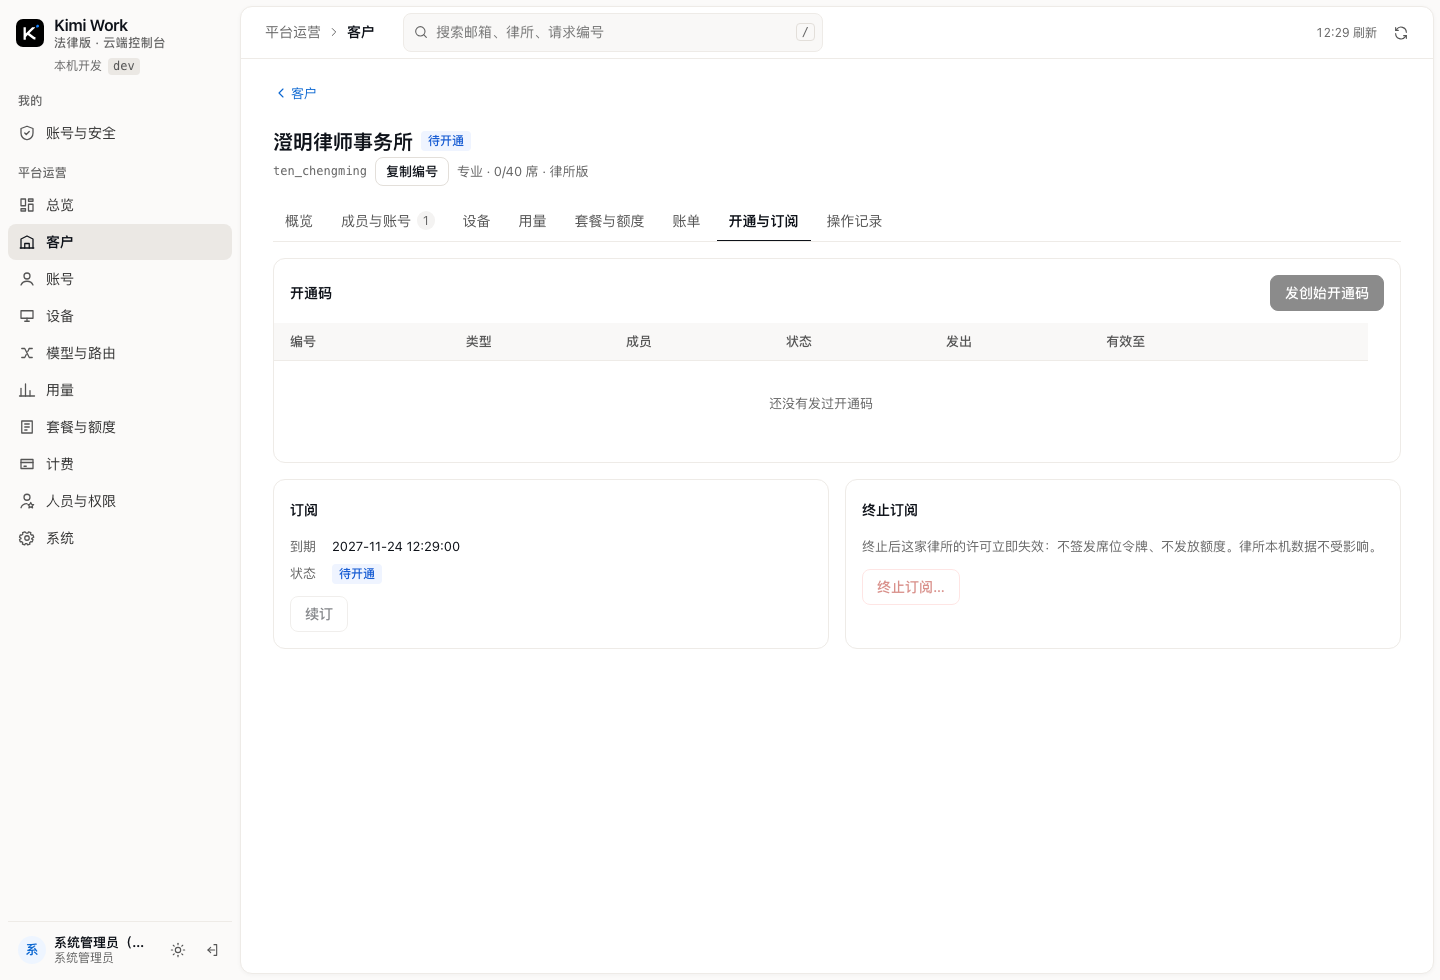 Kimi Work
法律版 · 云端控制台
本机开发 dev
我的
账号与安全
平台运营
总览
客户
账号
设备
模型与路由
用量
套餐与额度
计费
人员与权限
系统
系
系统管理员（...
系统管理员
平台运营 > 客户
搜索邮箱、律所、请求编号 /
12:29 刷新
客户
澄明律师事务所 待开通
ten_chengming 复制编号 专业 · 0/40 席 · 律所版
概览 成员与账号 1 设备 用量 套餐与额度 账单 开通与订阅 操作记录
开通码
发创始开通码
编号 类型 成员 状态 发出 有效至
还没有发过开通码
订阅
到期 2027-11-24 12:29:00
状态 待开通
续订
终止订阅
终止后这家律所的许可立即失效：不签发席位令牌、不发放额度。律所本机数据不受影响。
终止订阅...